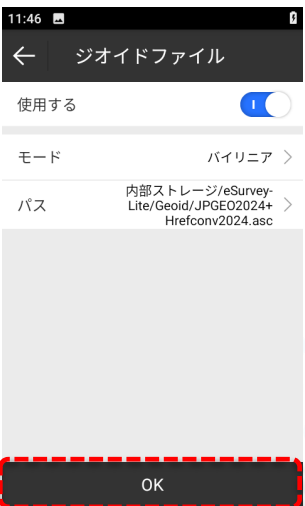 11:46
ジオイドファイル
使用する
モード バイリニア
パス 内部ストレージ/eSurvey-
Lite/Geoid/JPGEO2024+
Hrefconv2024.asc
OK